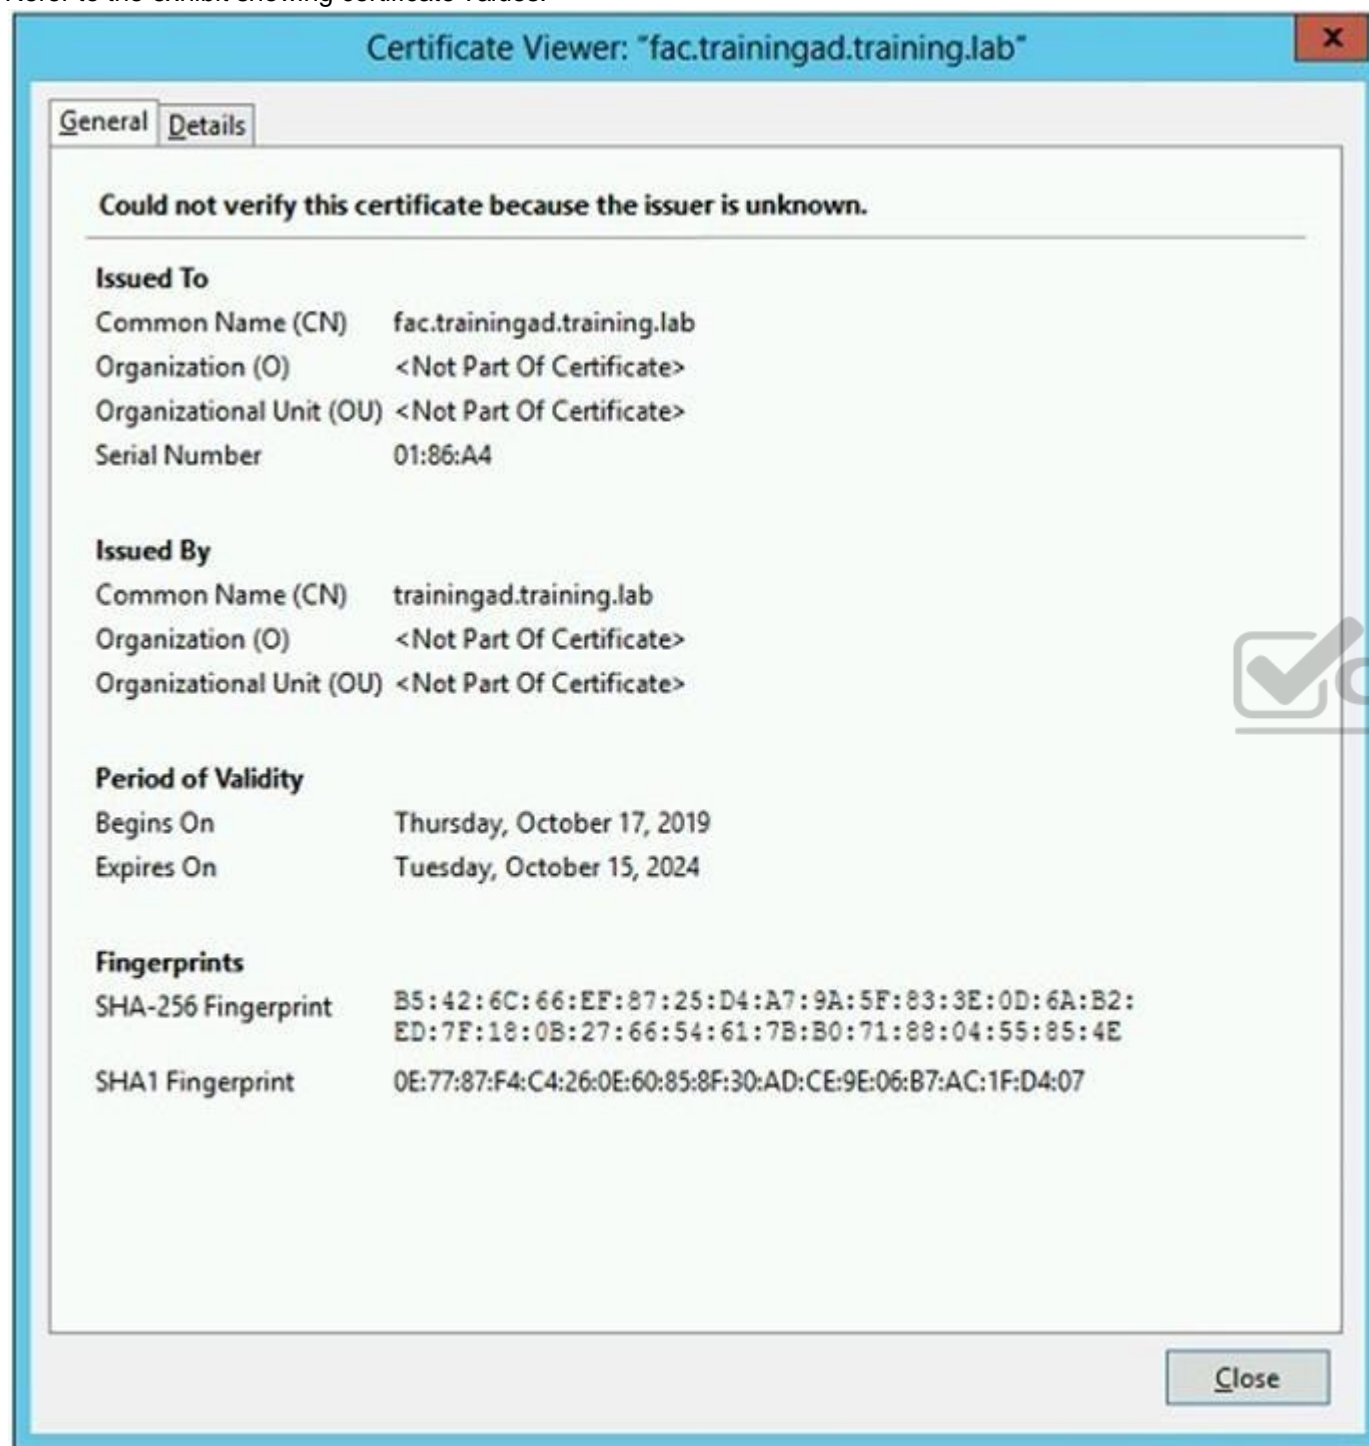 Refer to the exhibit showing certificate values.
Certificate Viewer: "fac.trainingad.training.lab"
x
General Details
Could not verify this certificate because the issuer is unknown.
Issued To
Common Name (CN) fac.trainingad.training.lab
Organization (O) <Not Part Of Certificate>
Organizational Unit (OU) <Not Part Of Certificate>
Serial Number 01:86:A4
Issued By
Common Name (CN) trainingad.training.lab
Organization (O) <Not Part Of Certificate>
Organizational Unit (OU) <Not Part Of Certificate>
Period of Validity
Begins On Thursday, October 17, 2019
Expires On Tuesday, October 15, 2024
Fingerprints
SHA-256 Fingerprint B5:42:6C:66:EF:87:25:D4:A7:9A:5F:83:3E:0D:6A:B2:
ED:7F:18:0B:27:66:54:61:7B:B0:71:88:04:55:85:4E
SHA1 Fingerprint 0E:77:87:F4:C4:26:0E:60:85:8F:30:AD:CE:9E:06:B7:AC:1F:D4:07
Close